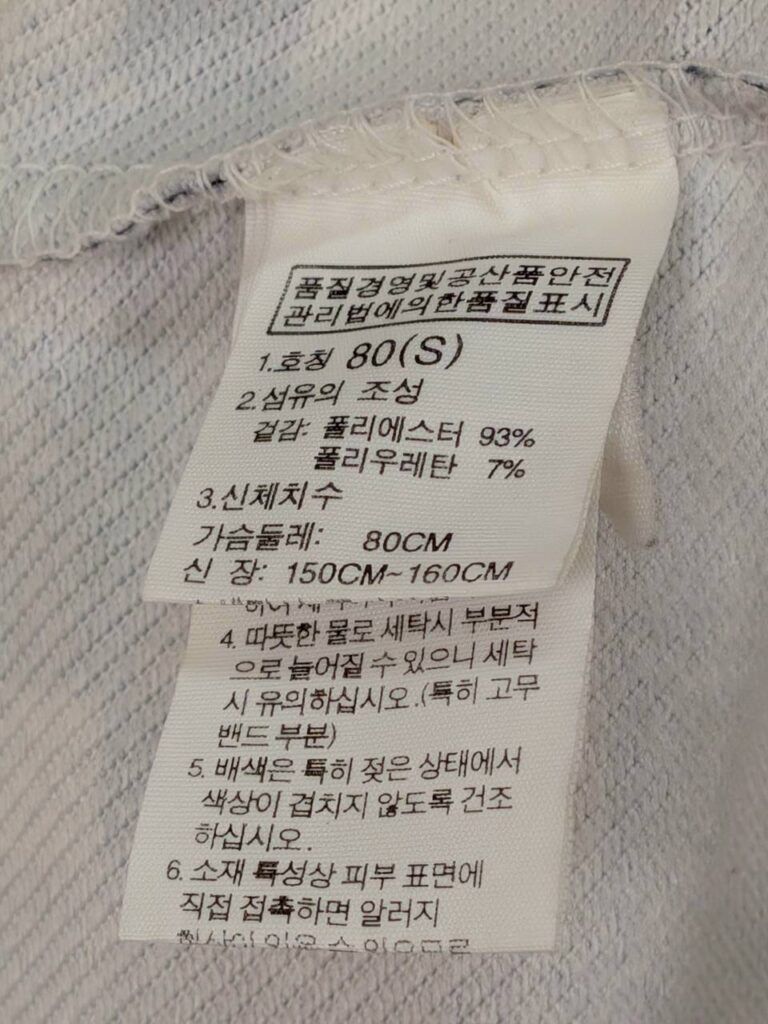 품질경영및공산품안전
관리법에의한품질표시
1.호칭 80(S)
2.섬유의 조성
겉감: 폴리에스터 93%
폴리우레탄 7%
3.신체치수
가슴둘레: 80CM
신 장: 150CM~160CM
4. 따뜻한 물로 세탁시 부분적
으로 늘어질 수 있으니 세탁
시 유의하십시오.(특히 고무
밴드 부분)
5. 배색은 특히 젖은 상태에서
색상이 겹치지 않도록 건조
하십시오.
6. 소재 특성상 피부 표면에
직접 접촉하면 알러지